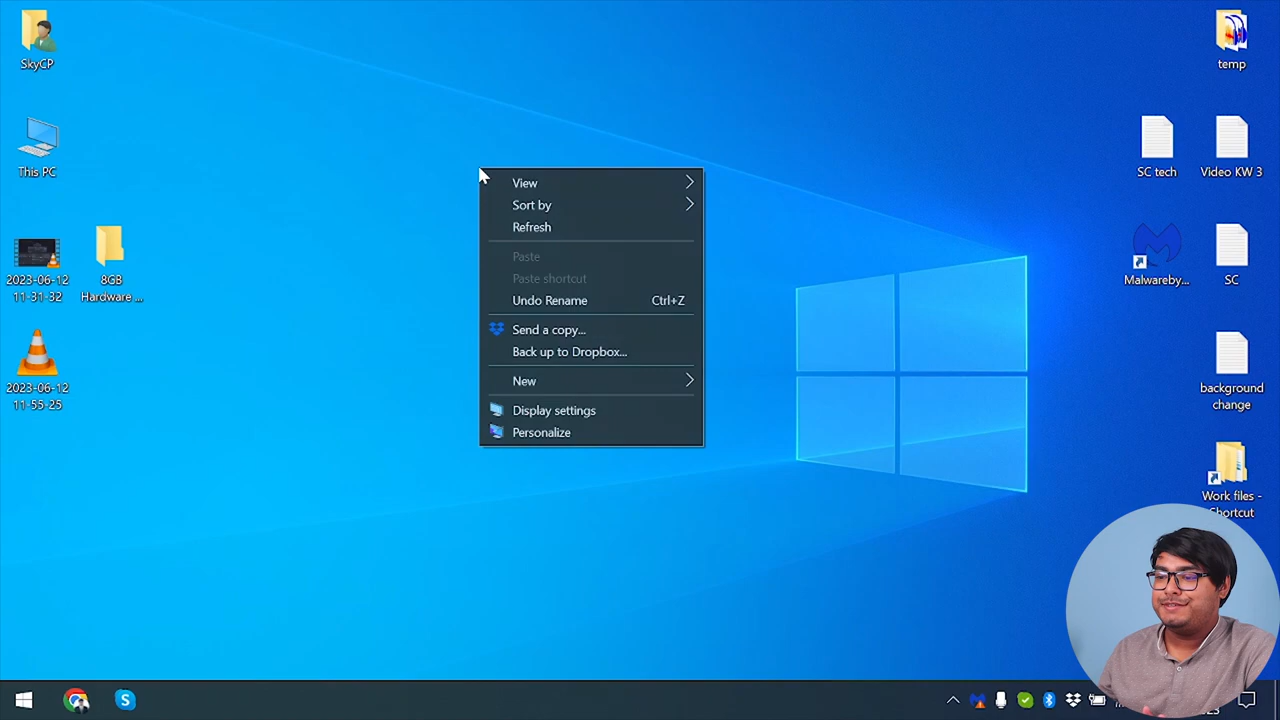 SkyCP
This PC
2023-06-12
11-31-32
8GB
Hardware ...
2023-06-12
11-55-25
View
Sort by
Refresh
Paste
Paste shortcut
Undo Rename Ctrl+Z
Send a copy...
Back up to Dropbox...
New
Display settings
Personalize
temp
SC tech
Video KW 3
Malwareby...
SC
background
change
Work files -
Shortcut
S